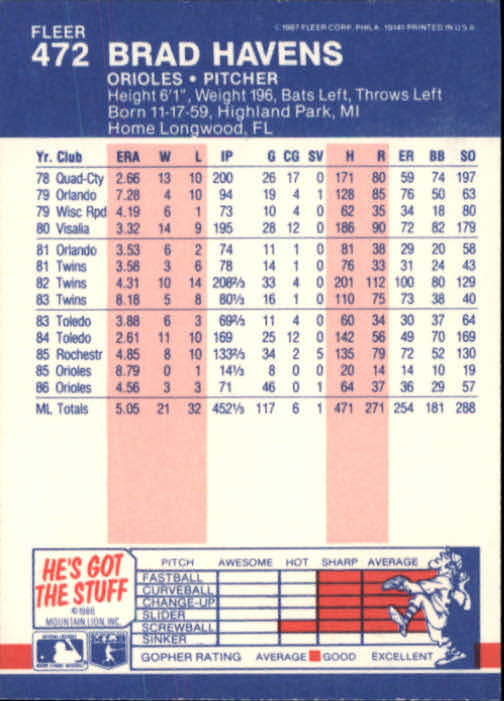 FLEER
472 BRAD HAVENS
© 1987 FLEER CORP. PHILA. 19141 PRINTED IN U.S.A.
ORIOLES • PITCHER
Height 6'1", Weight 196, Bats Left, Throws Left
Born 11-17-59, Highland Park, MI
Home Longwood, FL
Yr. Club ERA W L IP G CG SV H R ER BB SO
78 Quad-Cty 2.66 13 10 200 26 17 0 171 80 59 74 197
79 Orlando 7.28 4 10 94 19 4 1 128 85 76 50 63
79 Wisc Rpd 4.19 6 1 73 10 4 0 62 35 34 18 80
80 Visalia 3.32 14 9 195 28 12 0 186 90 72 82 179
81 Orlando 3.53 6 2 74 11 1 0 81 38 29 20 58
81 Twins 3.58 3 6 78 14 1 0 76 33 31 24 43
82 Twins 4.31 10 14 208⅔ 33 4 0 201 112 100 80 129
83 Twins 8.18 5 8 80⅓ 16 1 0 110 75 73 38 40
83 Toledo 3.88 6 3 69⅔ 11 4 0 60 34 30 37 64
84 Toledo 2.61 11 10 169 25 12 0 142 56 49 70 169
85 Rochestr 4.85 8 10 133⅔ 34 2 5 135 79 72 52 130
85 Orioles 8.79 0 1 14⅓ 8 0 0 20 14 14 10 19
86 Orioles 4.56 3 3 71 46 0 1 64 37 36 29 57
ML Totals 5.05 21 32 452⅓ 117 6 1 471 271 254 181 288
HE'S GOT
THE STUFF
©1986
MOUNTAIN LION, INC.
PITCH AWESOME HOT SHARP AVERAGE
FASTBALL
CURVEBALL
CHANGE-UP
SLIDER
SCREWBALL
SINKER
GOPHER RATING AVERAGE GOOD EXCELLENT